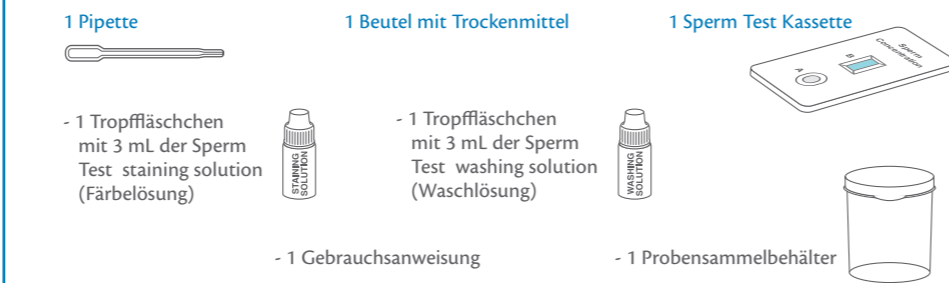 1 Pipette
1 Beutel mit Trockenmittel
1 Sperm Test Kassette
Sperm
Concentration
A
B
- 1 Tropffläschchen
mit 3 mL der Sperm
Test staining solution
(Färbelösung)
STAINING
SOLUTION
- 1 Tropffläschchen
mit 3 mL der Sperm
Test washing solution
(Waschlösung)
WASHING
SOLUTION
- 1 Gebrauchsanweisung
- 1 Probensammelbehälter